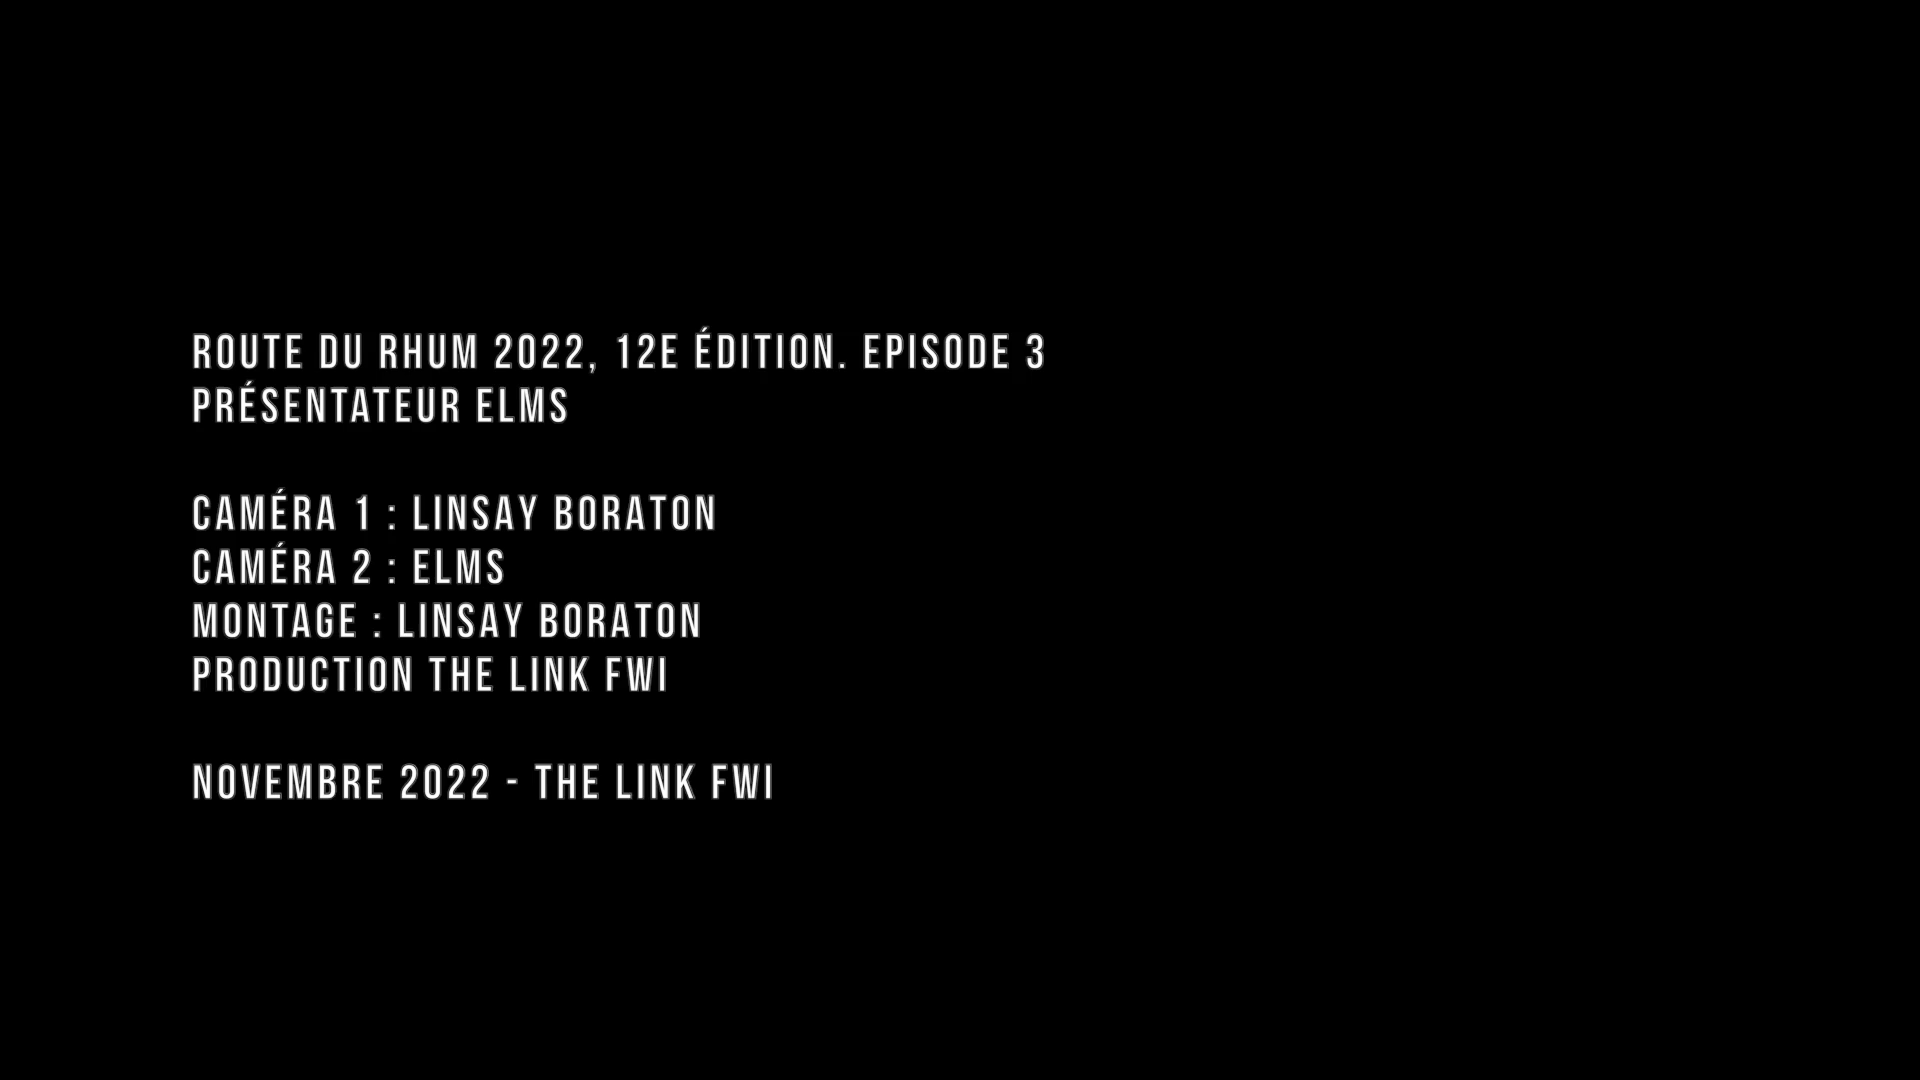 ROUTE DU RHUM 2022, 12E ÉDITION. EPISODE 3
PRÉSENTATEUR ELMS
CAMÉRA 1 : LINSAY BORATON
CAMÉRA 2 : ELMS
MONTAGE : LINSAY BORATON
PRODUCTION THE LINK FWI
NOVEMBRE 2022 - THE LINK FWI